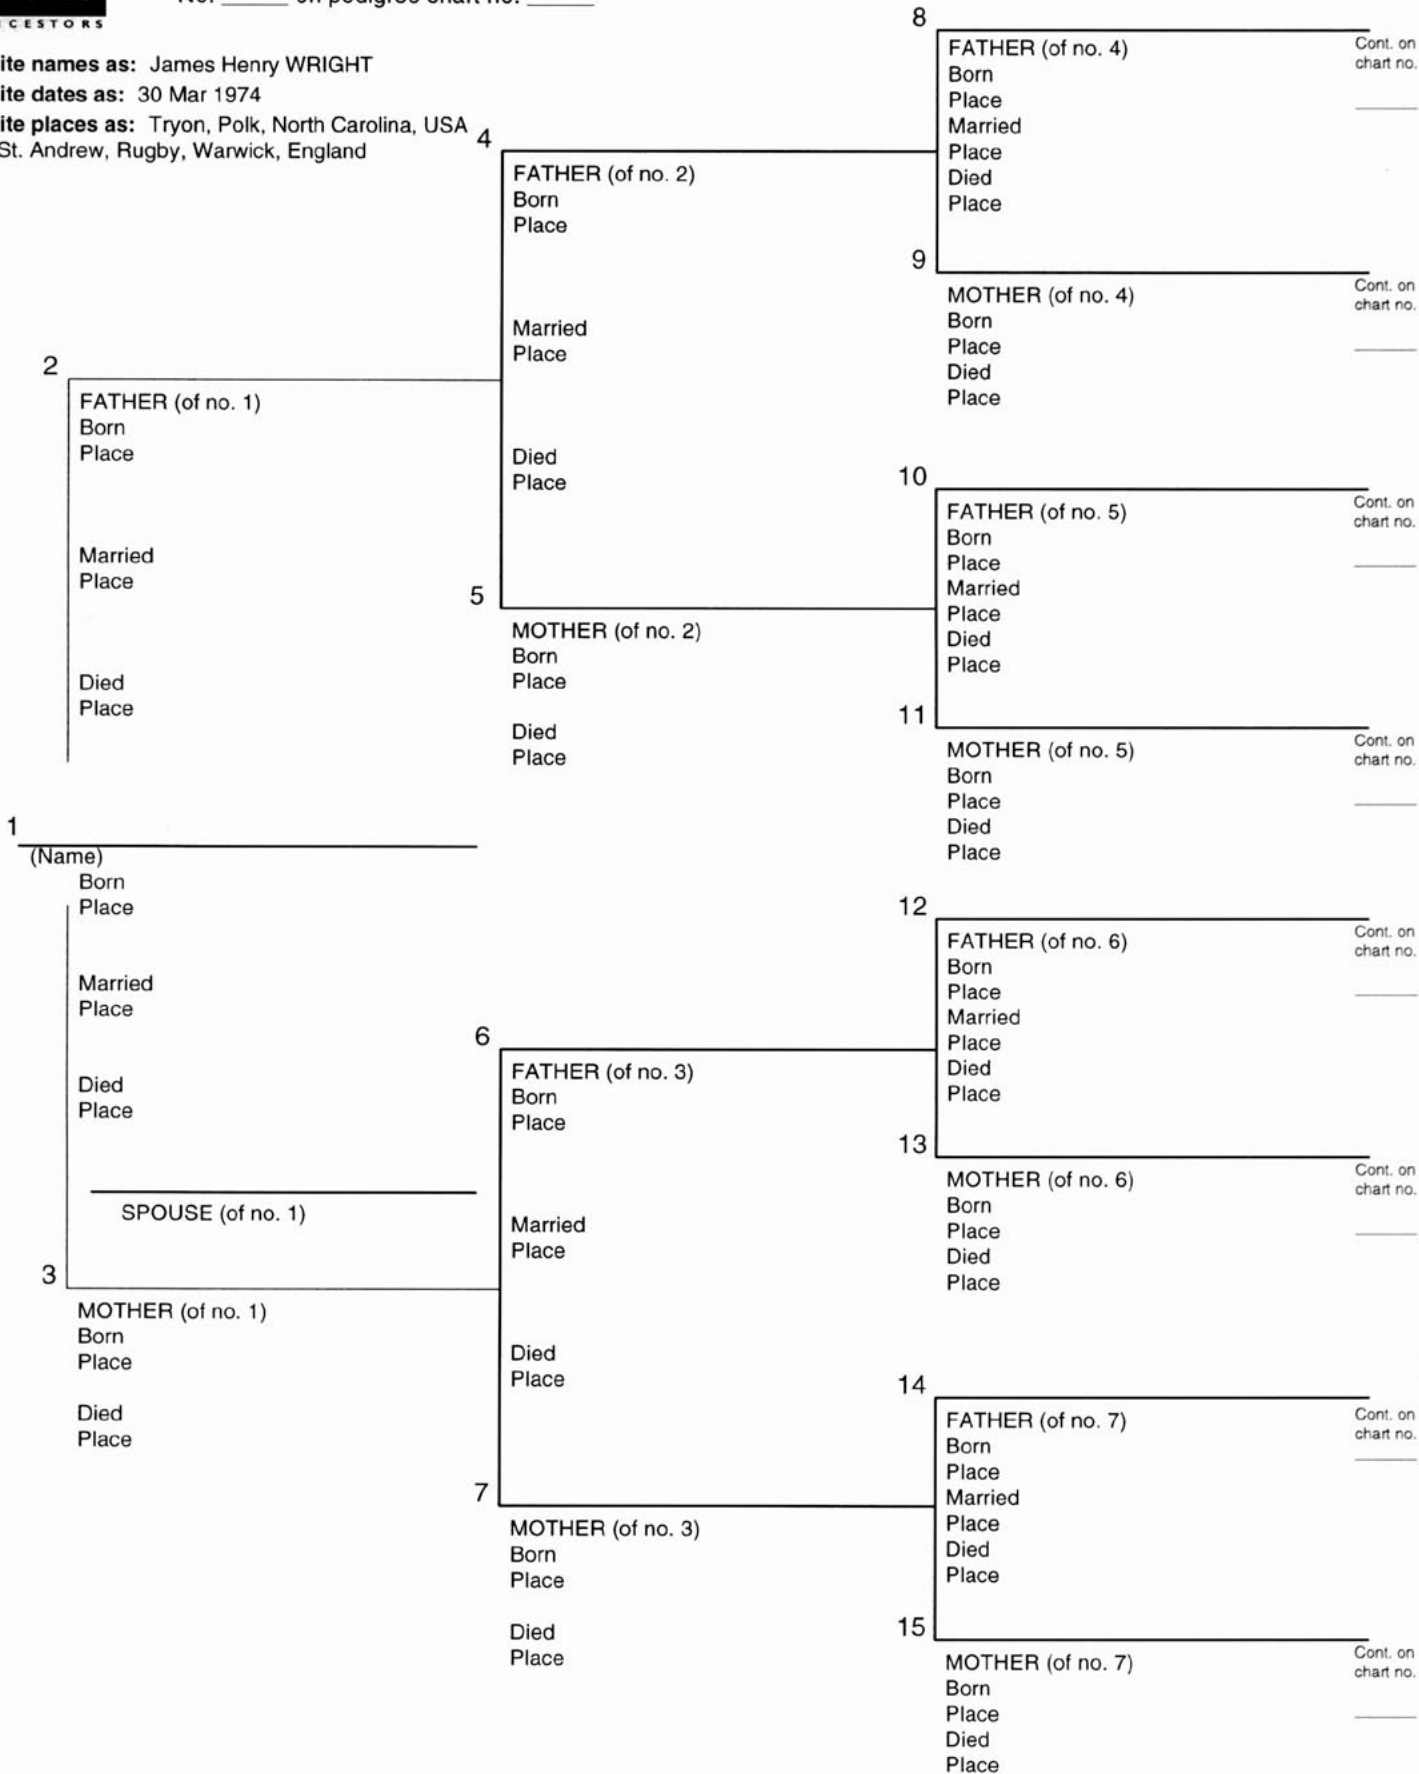 CESTORS
ite names as: James Henry WRIGHT
ite dates as: 30 Mar 1974
ite places as: Tryon, Polk, North Carolina, USA
St. Andrew, Rugby, Warwick, England
2
FATHER (of no. 1)
Born
Place
Married
Place
Died
Place
1
(Name)
Born
Place
Married
Place
Died
Place
SPOUSE (of no. 1)
3
MOTHER (of no. 1)
Born
Place
Died
Place
4
FATHER (of no. 2)
Born
Place
Married
Place
Died
Place
5
MOTHER (of no. 2)
Born
Place
Died
Place
6
FATHER (of no. 3)
Born
Place
Married
Place
Died
Place
7
MOTHER (of no. 3)
Born
Place
Died
Place
8
FATHER (of no. 4)
Born
Place
Married
Place
Died
Place
Cont. on
chart no.
9
MOTHER (of no. 4)
Born
Place
Died
Place
Cont. on
chart no.
10
FATHER (of no. 5)
Born
Place
Married
Place
Died
Place
Cont. on
chart no.
11
MOTHER (of no. 5)
Born
Place
Died
Place
Cont. on
chart no.
12
FATHER (of no. 6)
Born
Place
Married
Place
Died
Place
Cont. on
chart no.
13
MOTHER (of no. 6)
Born
Place
Died
Place
Cont. on
chart no.
14
FATHER (of no. 7)
Born
Place
Married
Place
Died
Place
Cont. on
chart no.
15
MOTHER (of no. 7)
Born
Place
Died
Place
Cont. on
chart no.